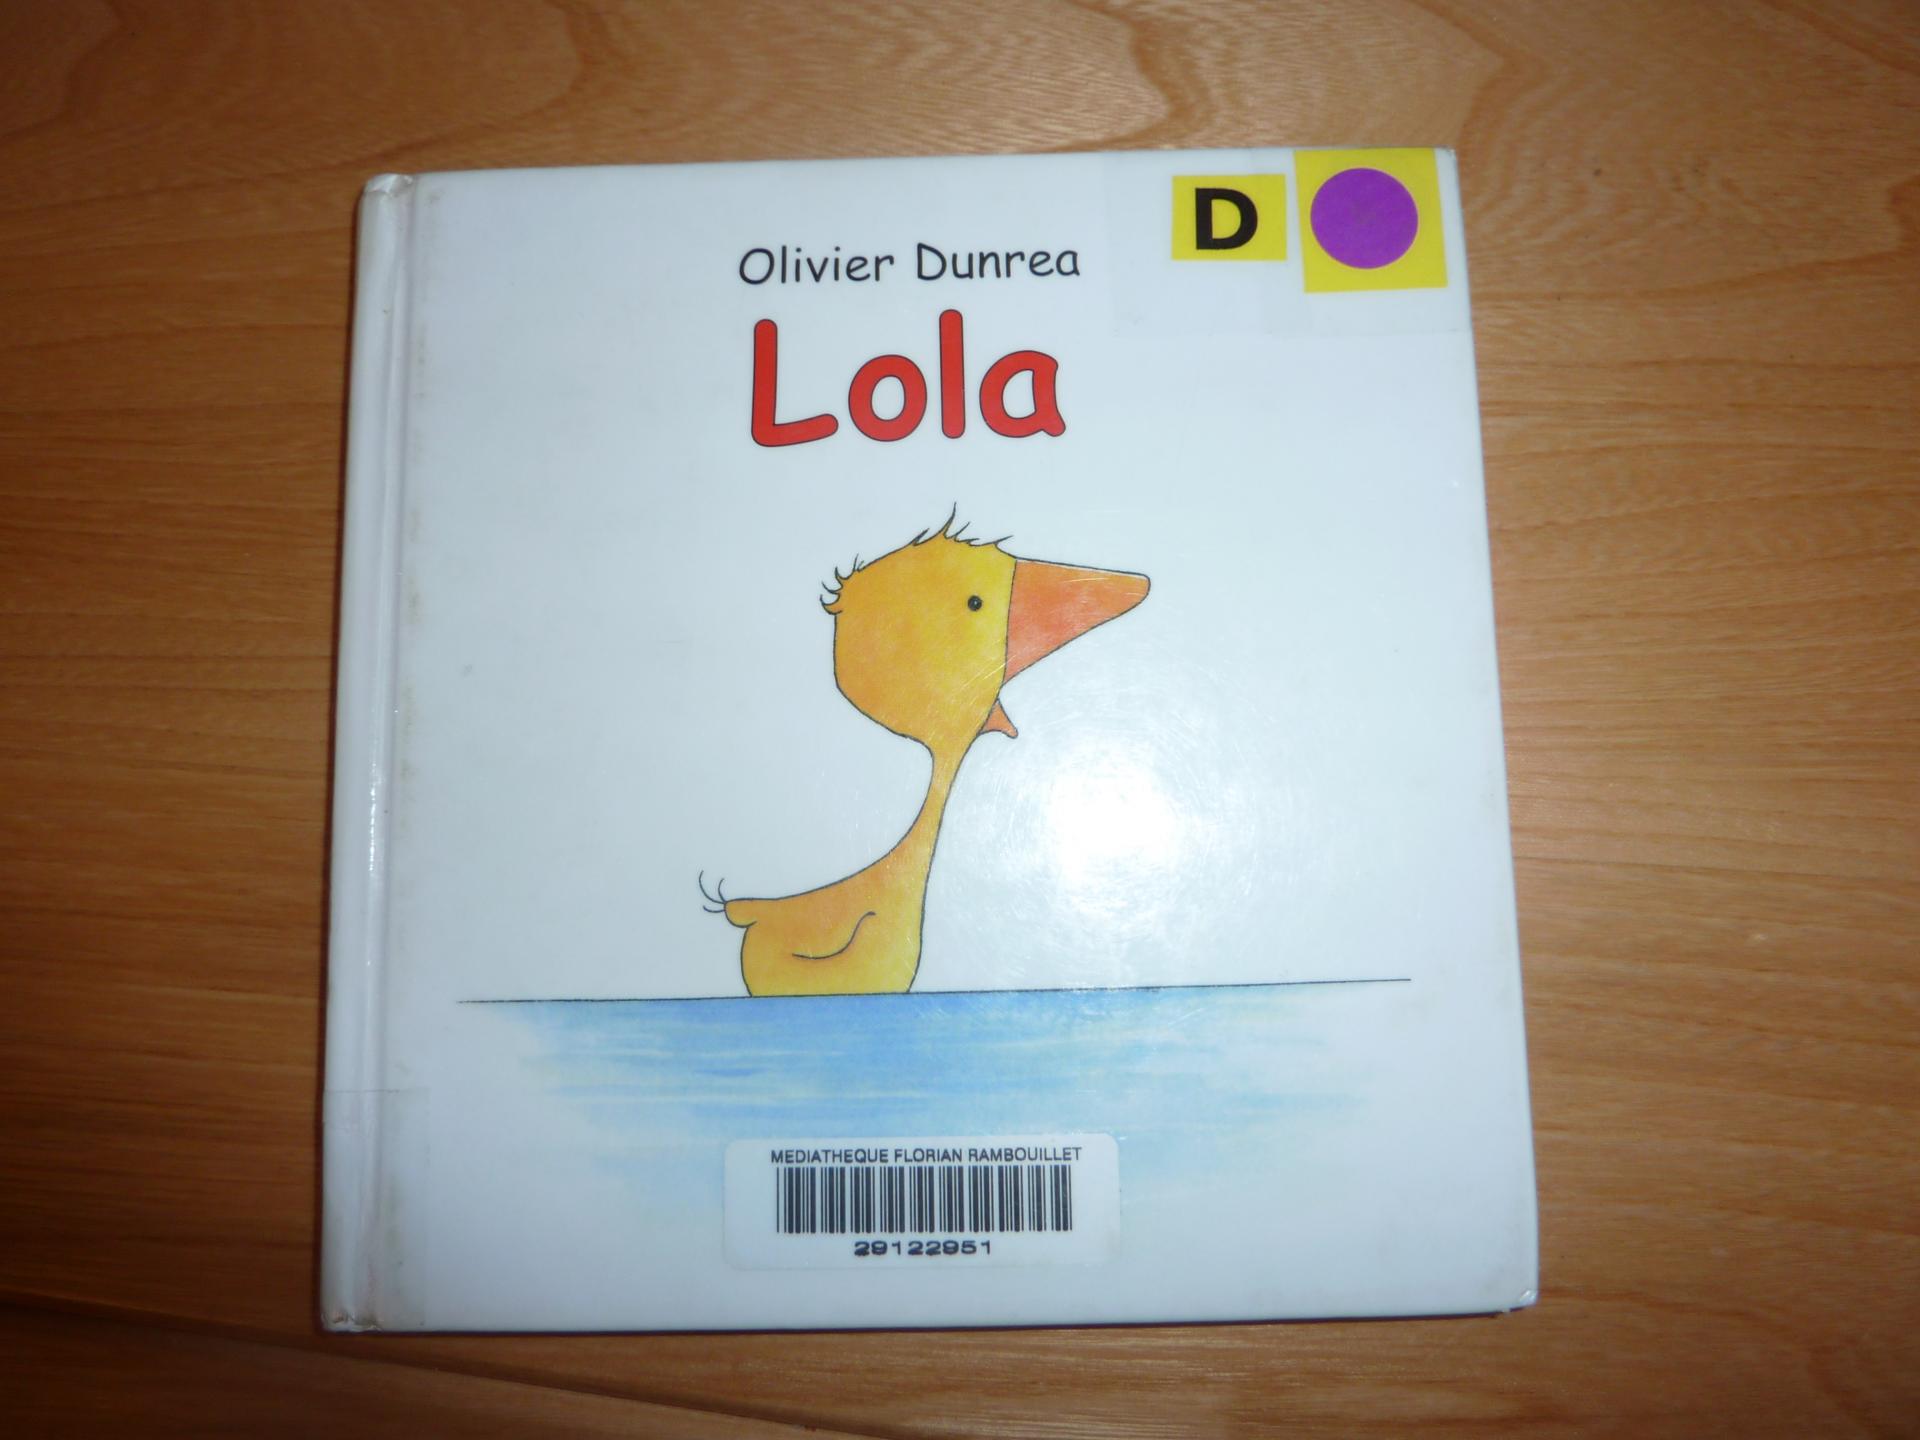 D
Olivier Dunrea
Lola
MEDIATHEQUE FLORIAN RAMBOUILLET
29122951